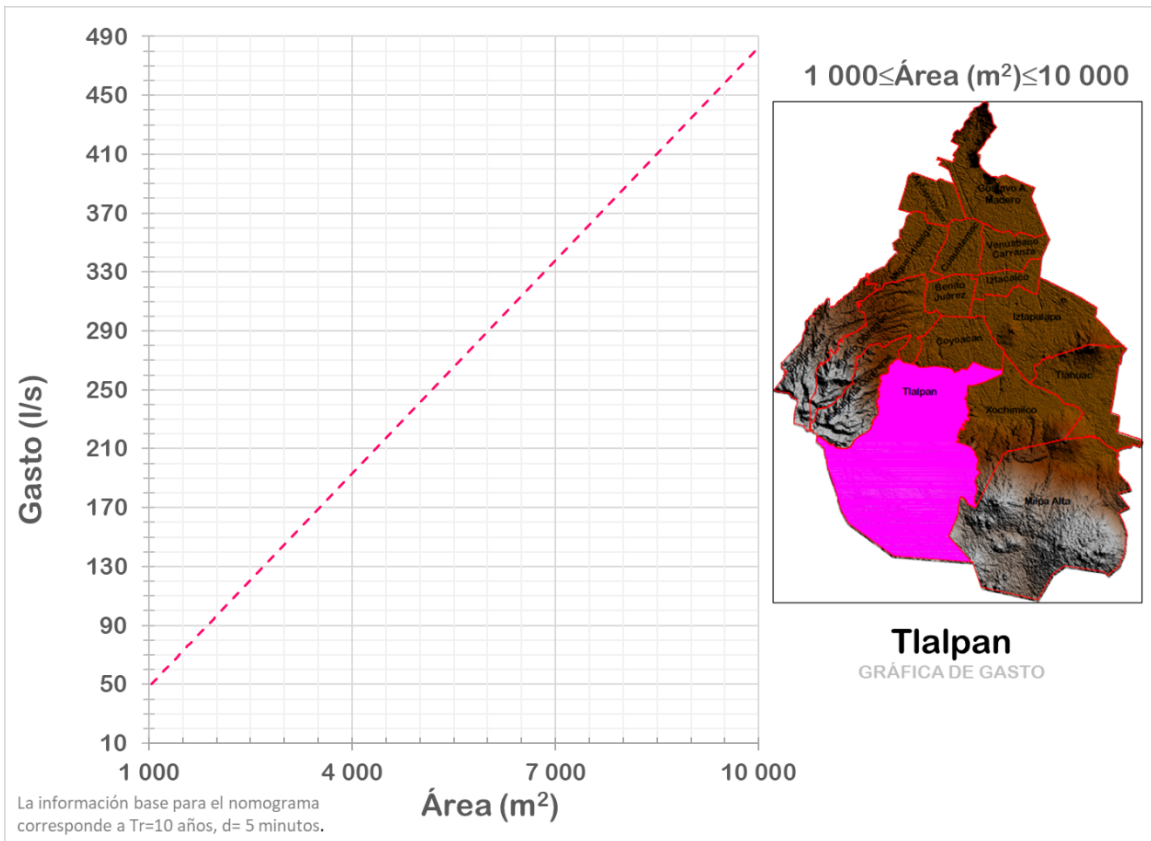 490
450
410
370
330
290
250
210
170
130
90
50
10
Gasto (l/s)
1 000
4 000
7 000
10 000
Área (m²)
La información base para el nomograma
corresponde a Tr=10 años, d= 5 minutos.
1 000≤Área (m²)≤10 000
Gustavo A.
Madero
Miguel Hidalgo
Cuauhtémoc
Venustiano
Carranza
Iztacalco
Benito
Juárez
Iztapalapa
Coyoacán
Tláhuac
Tlalpan
Xochimilco
Milpa Alta
Tlalpan
GRÁFICA DE GASTO